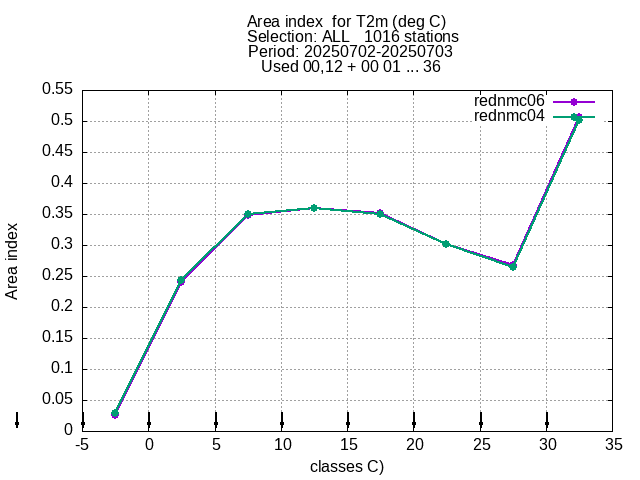 Area index  for T2m (deg C)
Selection: ALL   1016 stations
Period: 20250702-20250703
Used 00,12 + 00 01 ... 36
rednmc06
rednmc04
0.55
0.5
0.45
0.4
0.35
0.3
0.25
0.2
0.15
0.1
0.05
0
Area index
-5 0 5 10 15 20 25 30 35
classes C)